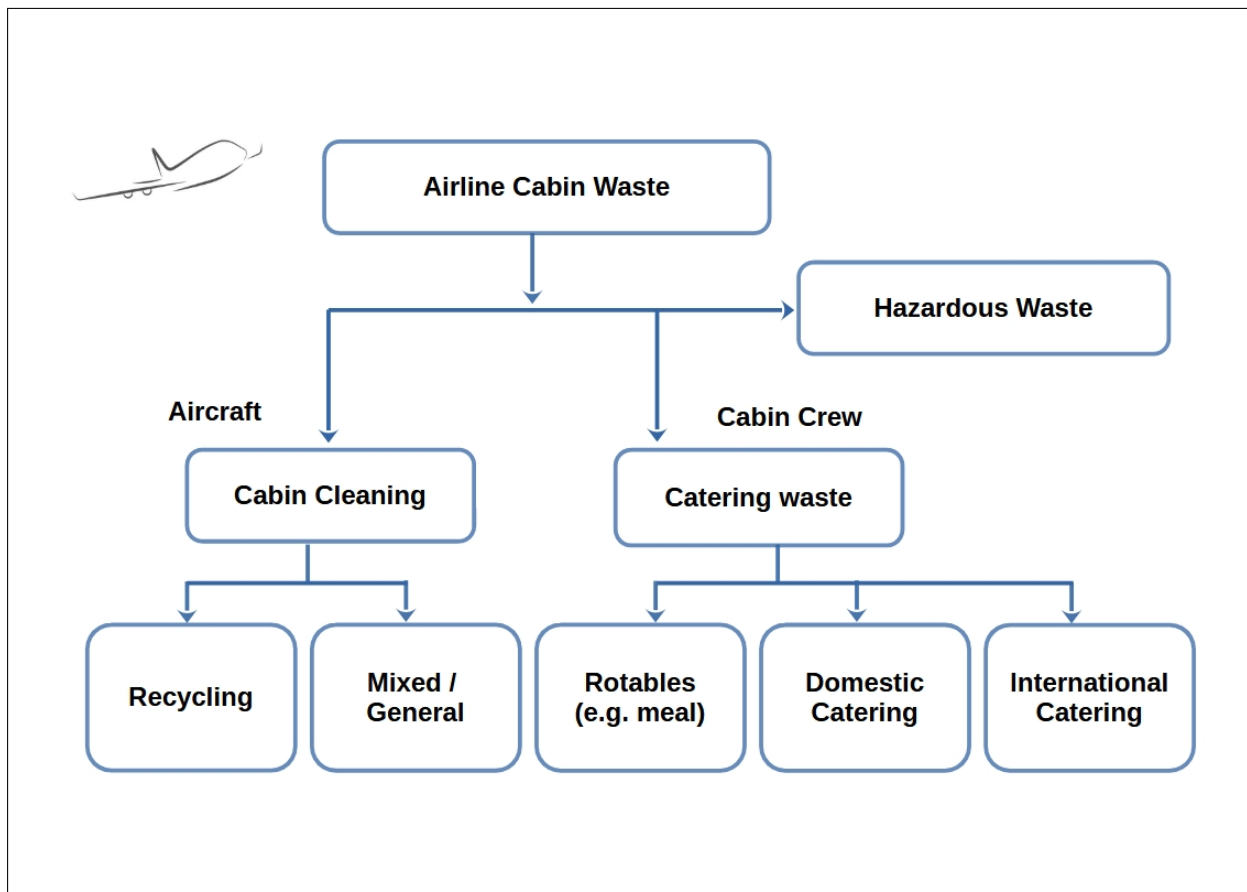 Airline Cabin Waste
Hazardous Waste
Aircraft
Cabin Crew
Cabin Cleaning
Catering waste
Recycling
Mixed /
General
Rotables
(e.g. meal)
Domestic
Catering
International
Catering